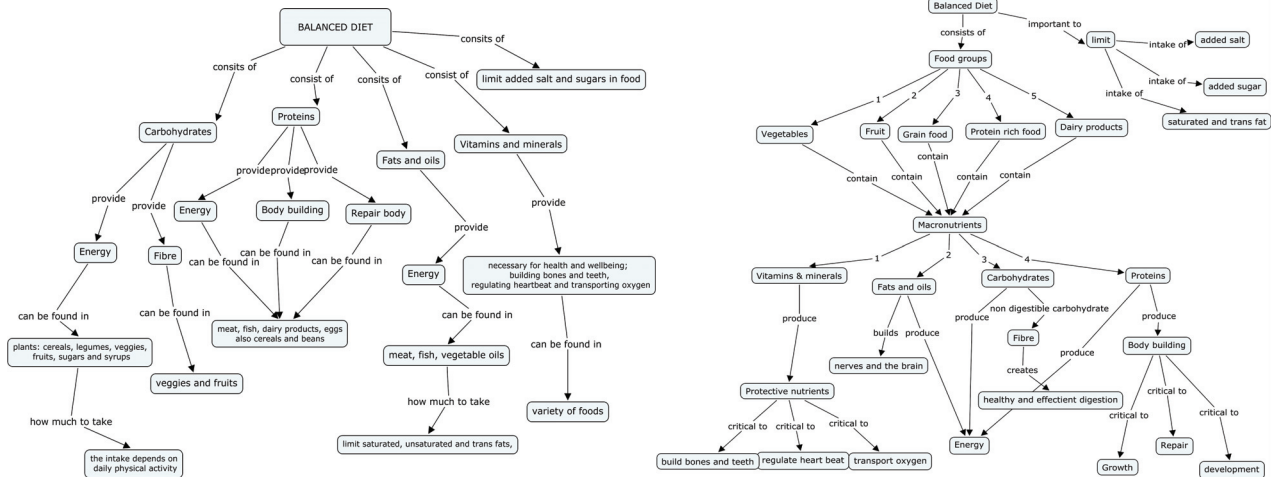 BALANCED DIET
consits of
consits of
consist of
consits of
consist of
limit added salt and sugars in food
Carbohydrates
Proteins
Fats and oils
Vitamins and minerals
provide
provide
provide
provide
provide
provide
provide
Energy
Fibre
Energy
Body building
Repair body
Energy
necessary for health and wellbeing;
building bones and teeth,
regulating heartbeat and transporting oxygen
can be found in
can be found in
can be found in
can be found in
can be found in
can be found in
can be found in
plants: cereals, legumes, veggies,
fruits, sugars and syrups
veggies and fruits
meat, fish, dairy products, eggs
also cereals and beans
meat, fish, vegetable oils
variety of foods
how much to take
how much to take
the intake depends on
daily physical activity
limit saturated, unsaturated and trans fats,
Balanced Diet
consists of
important to
Food groups
limit
intake of
added salt
intake of
added sugar
intake of
saturated and trans fat
1
2
3
4
5
Vegetables
Fruit
Grain food
Protein rich food
Dairy products
contain
contain
contain
contain
contain
Macronutrients
1
2
3
4
Vitamins & minerals
Fats and oils
Carbohydrates
Proteins
produce
builds
produce
produce
non digestible carbohydrate
produce
produce
Fibre
Body building
nerves and the brain
creates
healthy and effectient digestion
Protective nutrients
critical to
critical to
critical to
critical to
critical to
critical to
build bones and teeth
regulate heart beat
transport oxygen
Energy
Growth
Repair
development